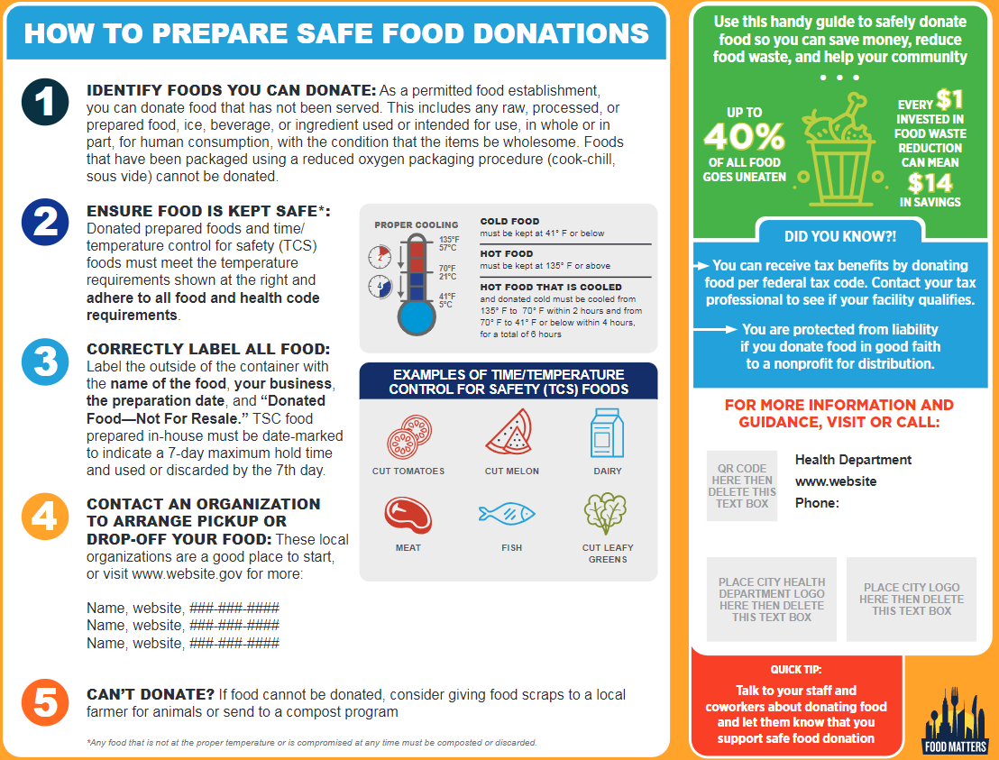 HOW TO PREPARE SAFE FOOD DONATIONS
1
IDENTIFY FOODS YOU CAN DONATE: As a permitted food establishment,
you can donate food that has not been served. This includes any raw, processed, or
prepared food, ice, beverage, or ingredient used or intended for use, in whole or in
part, for human consumption, with the condition that the items be wholesome. Foods
that have been packaged using a reduced oxygen packaging procedure (cook-chill,
sous vide) cannot be donated.
2
ENSURE FOOD IS KEPT SAFE*:
Donated prepared foods and time/
temperature control for safety (TCS)
foods must meet the temperature
requirements shown at the right and
adhere to all food and health code
requirements.
PROPER COOLING
135°F
57°C
2
70°F
21°C
4
41°F
5°C
COLD FOOD
must be kept at 41° F or below
HOT FOOD
must be kept at 135° F or above
HOT FOOD THAT IS COOLED
and donated cold must be cooled from
135° F to 70° F within 2 hours and from
70° F to 41° F or below within 4 hours,
for a total of 6 hours
3
CORRECTLY LABEL ALL FOOD:
Label the outside of the container with
the name of the food, your business,
the preparation date, and “Donated
Food—Not For Resale.” TSC food
prepared in-house must be date-marked
to indicate a 7-day maximum hold time
and used or discarded by the 7th day.
EXAMPLES OF TIME/TEMPERATURE
CONTROL FOR SAFETY (TCS) FOODS
CUT TOMATOES
CUT MELON
DAIRY
MEAT
FISH
CUT LEAFY
GREENS
4
CONTACT AN ORGANIZATION
TO ARRANGE PICKUP OR
DROP-OFF YOUR FOOD: These local
organizations are a good place to start,
or visit www.website.gov for more:
Name, website, ###-###-####
Name, website, ###-###-####
Name, website, ###-###-####
5
CAN’T DONATE? If food cannot be donated, consider giving food scraps to a local
farmer for animals or send to a compost program
*Any food that is not at the proper temperature or is compromised at any time must be composted or discarded.
Use this handy guide to safely donate
food so you can save money, reduce
food waste, and help your community
UP TO
40%
OF ALL FOOD
GOES UNEATEN
EVERY $1
INVESTED IN
FOOD WASTE
REDUCTION
CAN MEAN
$14
IN SAVINGS
DID YOU KNOW?!
You can receive tax benefits by donating
food per federal tax code. Contact your tax
professional to see if your facility qualifies.
You are protected from liability
if you donate food in good faith
to a nonprofit for distribution.
FOR MORE INFORMATION AND
GUIDANCE, VISIT OR CALL:
QR CODE
HERE THEN
DELETE THIS
TEXT BOX
Health Department
www.website
Phone:
PLACE CITY HEALTH
DEPARTMENT LOGO
HERE THEN DELETE
THIS TEXT BOX
PLACE CITY LOGO
HERE THEN DELETE
THIS TEXT BOX
QUICK TIP:
Talk to your staff and
coworkers about donating food
and let them know that you
support safe food donation
FOOD MATTERS